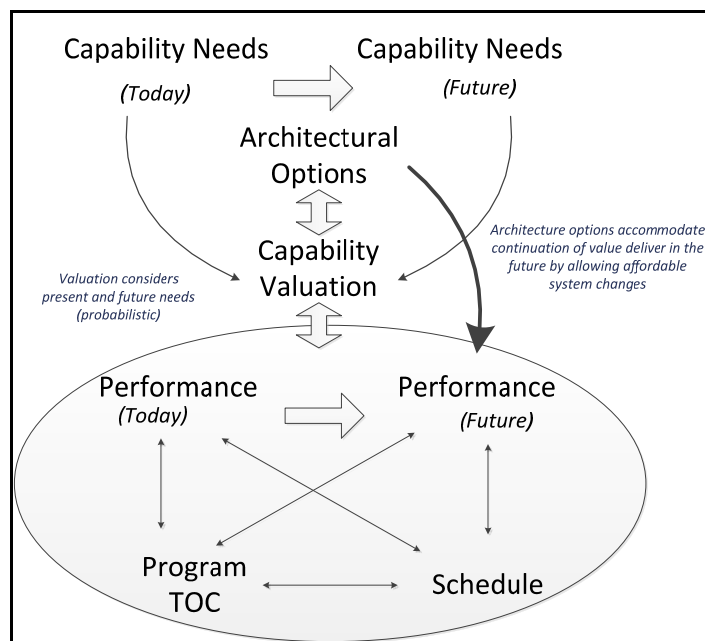 Capability Needs
(Today)
Capability Needs
(Future)
Architectural
Options
Capability
Valuation
Architecture options accommodate
continuation of value deliver in the
future by allowing affordable
system changes
Valuation considers
present and future needs
(probabilistic)
Performance
(Today)
Performance
(Future)
Program
TOC
Schedule